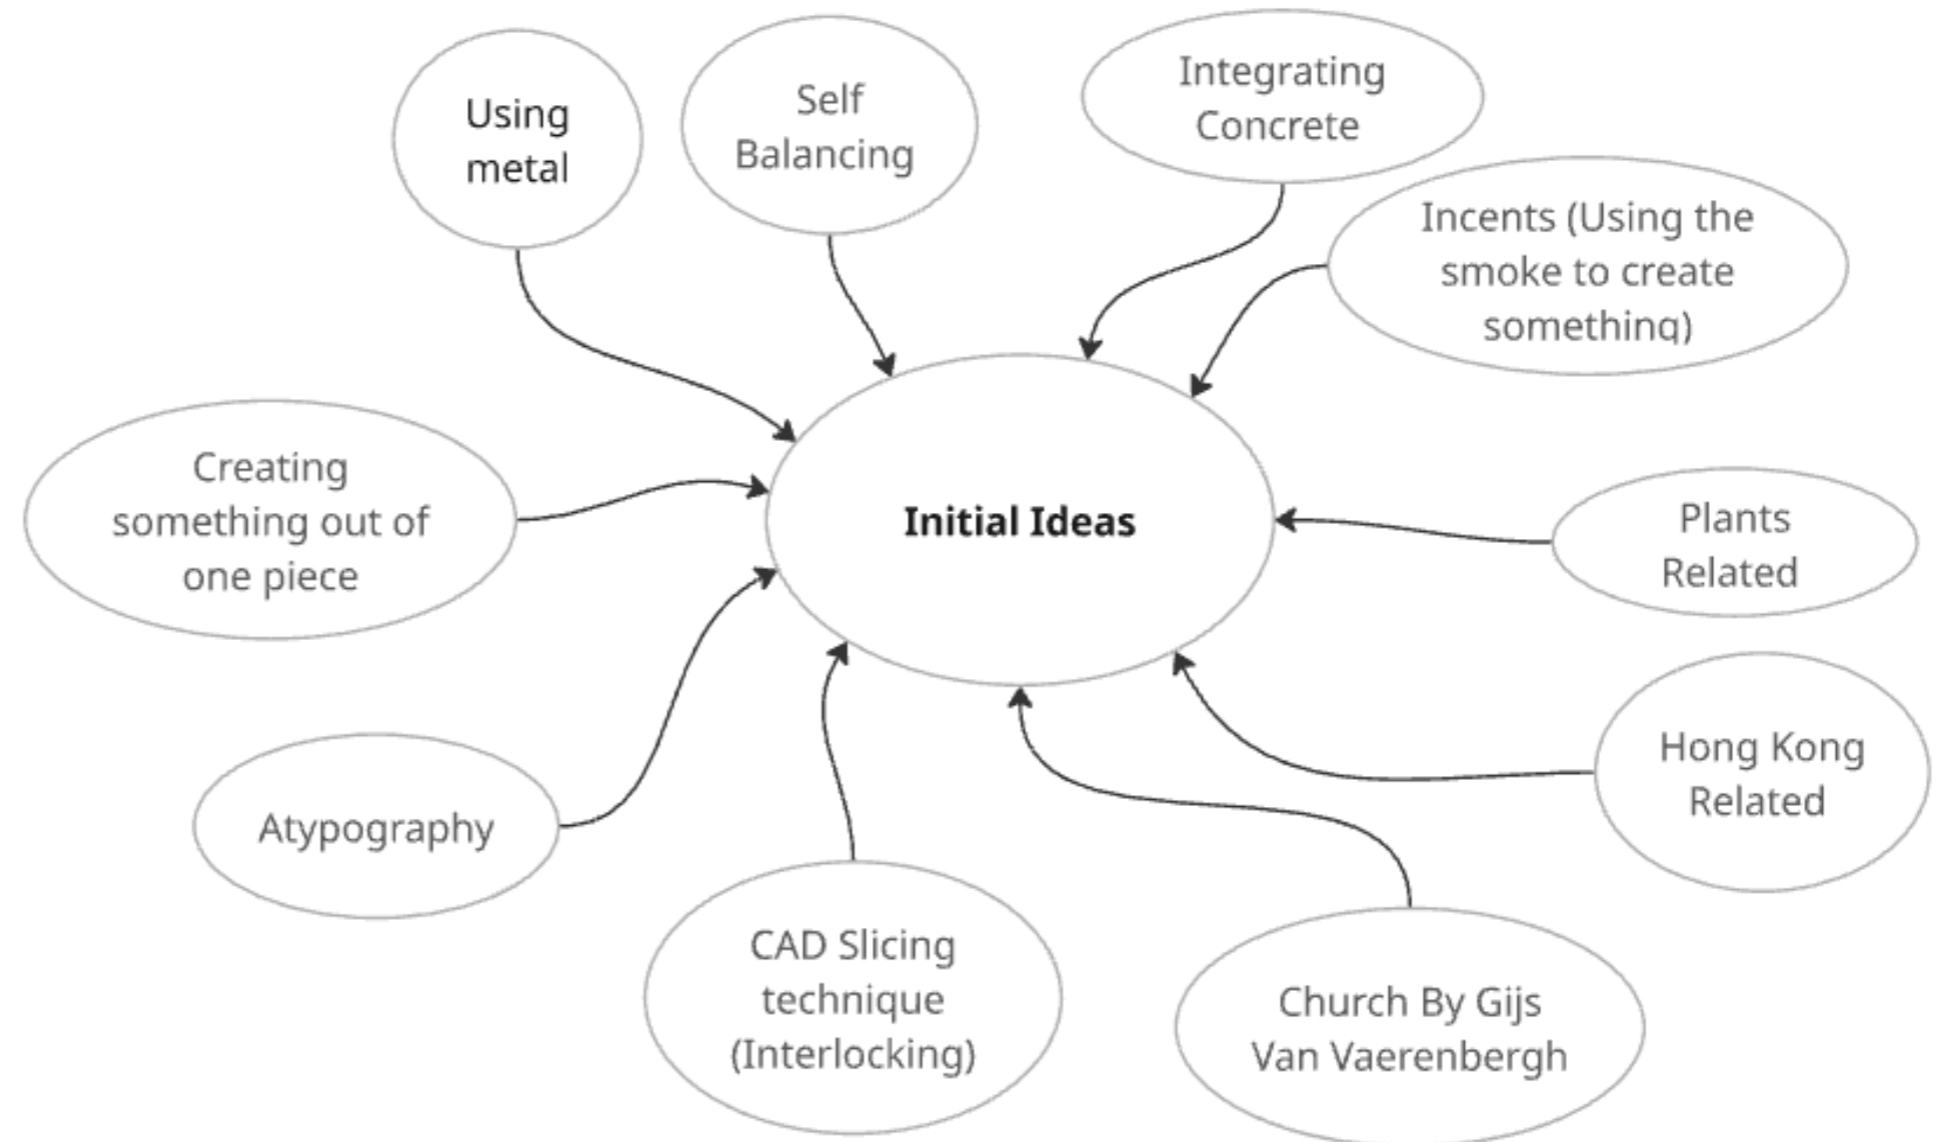 Using
metal
Self
Balancing
Integrating
Concrete
Incents (Using the
smoke to create
something)
Creating
something out of
one piece
Initial Ideas
Plants
Related
Hong Kong
Related
Atypography
CAD Slicing
technique
(Interlocking)
Church By Gijs
Van Vaerenbergh